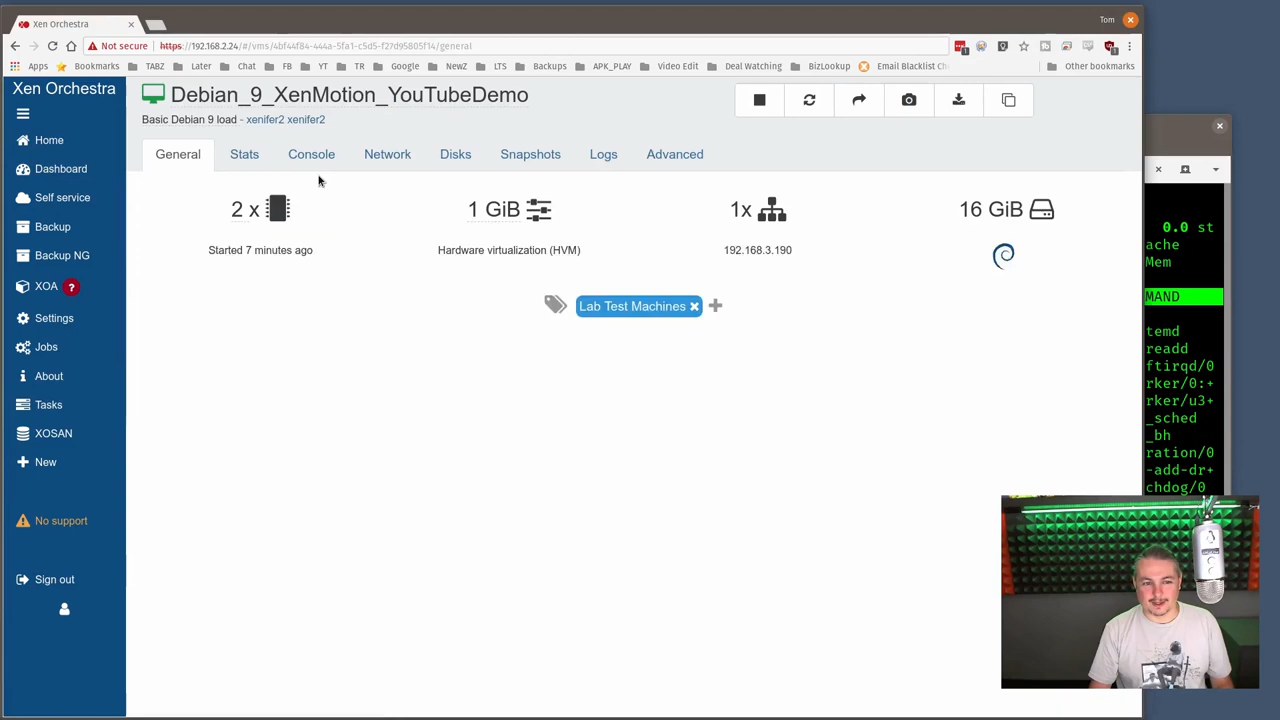 Xen Orchestra
Tom
Not secure
https://192.168.2.24/#/vms/4bf44f84-444a-5fa1-c5d5-f27d95805f14/general
Apps
Bookmarks
TABZ
Later
Chat
FB
YT
TR
Google
NewZ
LTS
Backups
APK_PLAY
Video Edit
Deal Watching
BizLookup
Email Blacklist Ch
Other bookmarks
Xen Orchestra
Home
Dashboard
Self service
Backup
Backup NG
XOA ?
Settings
Jobs
About
Tasks
XOSAN
New
No support
Sign out
Debian_9_XenMotion_YouTubeDemo
Basic Debian 9 load - xenifer2 xenifer2
General
Stats
Console
Network
Disks
Snapshots
Logs
Advanced
2 x
1 GiB
1x
16 GiB
Started 7 minutes ago
Hardware virtualization (HVM)
192.168.3.190
Lab Test Machines
0.0 st
ache
Mem
MAND
temd
readd
ftirqd/0
rker/0:+
rker/u3+
_sched
_bh
ration/0
-add-dr+
chdog/0